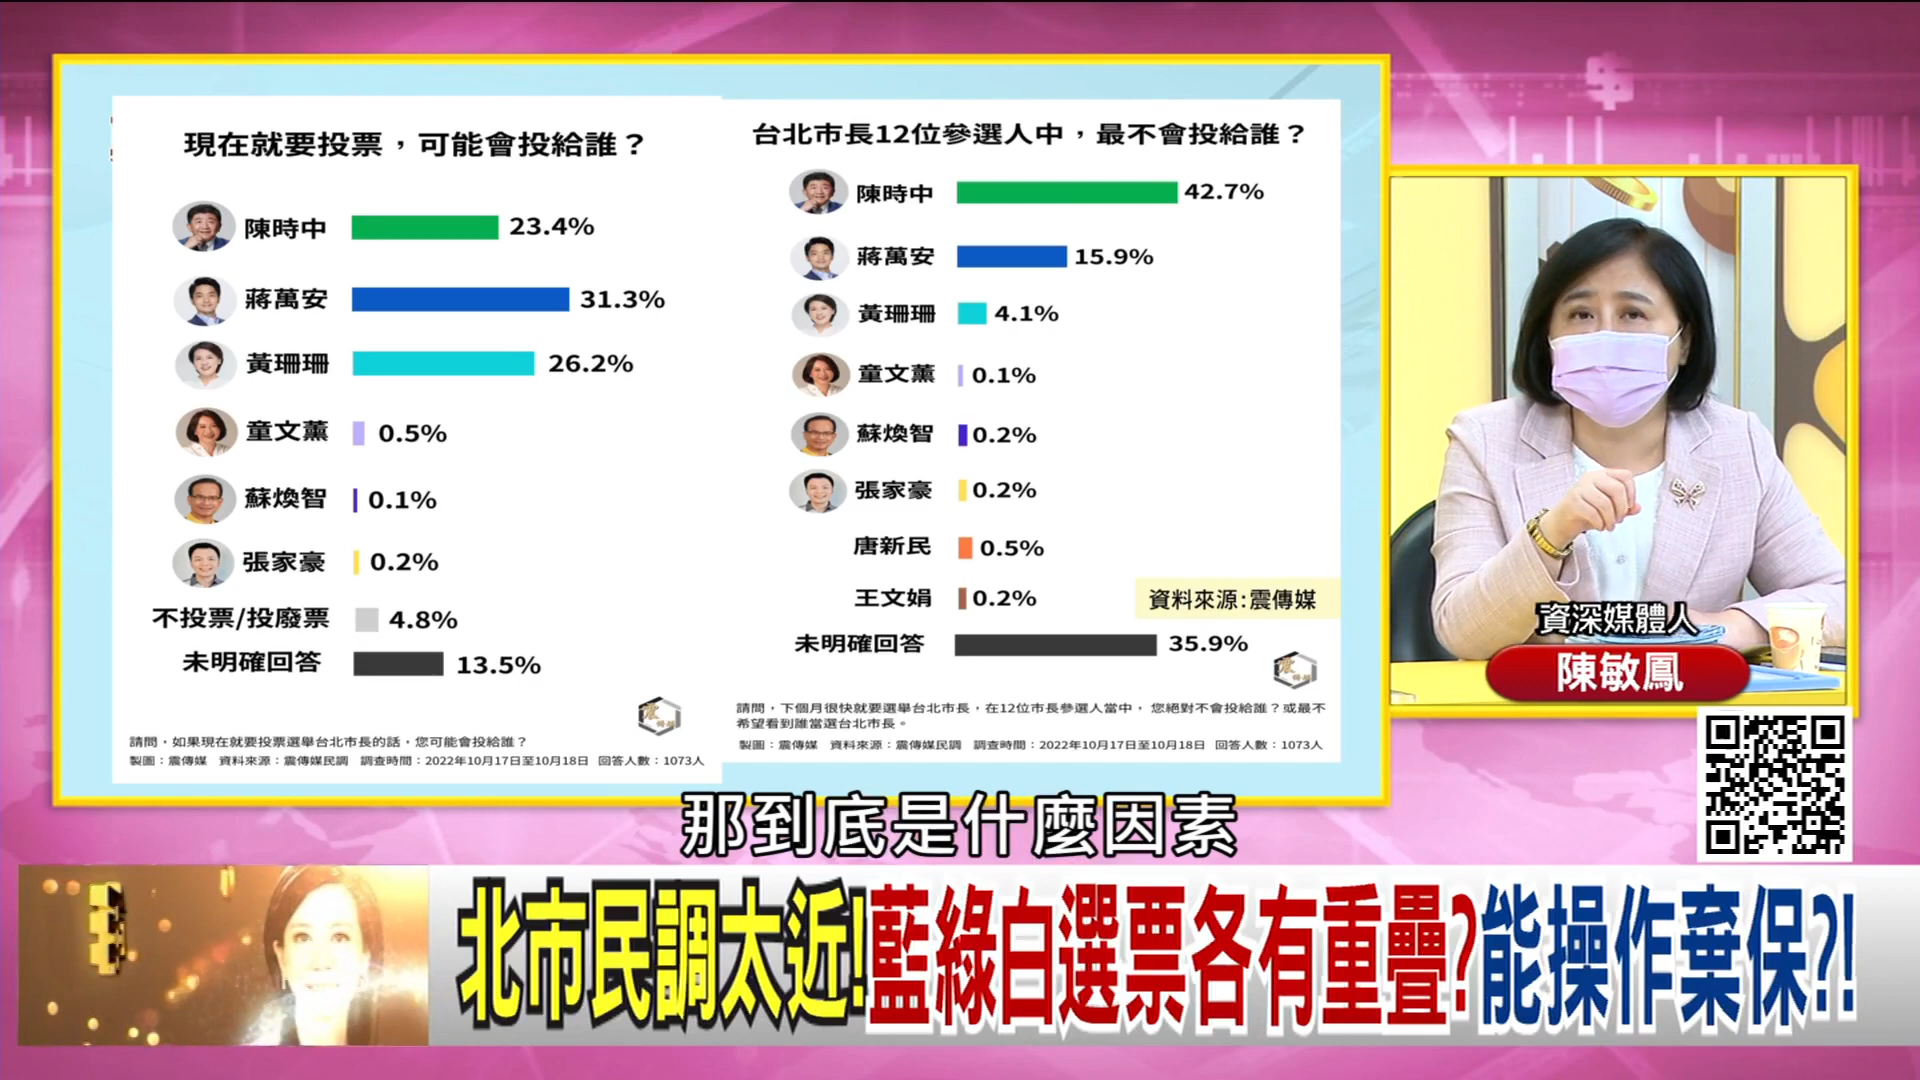 現在就要投票，可能會投給誰？
陳時中 23.4%
蔣萬安 31.3%
黃珊珊 26.2%
童文薰 0.5%
蘇煥智 0.1%
張家豪 0.2%
不投票/投廢票 4.8%
未明確回答 13.5%
請問，如果現在就要投票選舉台北市長的話，您可能會投給誰？
製圖：震傳媒 資料來源：震傳媒民調 調查時間：2022年10月17日至10月18日 回答人數：1073人
台北市長12位參選人中，最不會投給誰？
陳時中 42.7%
蔣萬安 15.9%
黃珊珊 4.1%
童文薰 0.1%
蘇煥智 0.2%
張家豪 0.2%
唐新民 0.5%
王文娟 0.2%
資料來源:震傳媒
未明確回答 35.9%
請問，下個月很快就要選舉台北市長，在12位市長參選人當中， 您絕對不會投給誰？或最不
希望看到誰當選台北市長。
製圖：震傳媒 資料來源：震傳媒民調 調查時間：2022年10月17日至10月18日 回答人數：1073人
資深媒體人
陳敏鳳
那到底是什麼因素
北市民調太近!藍綠白選票各有重疊?能操作棄保?!